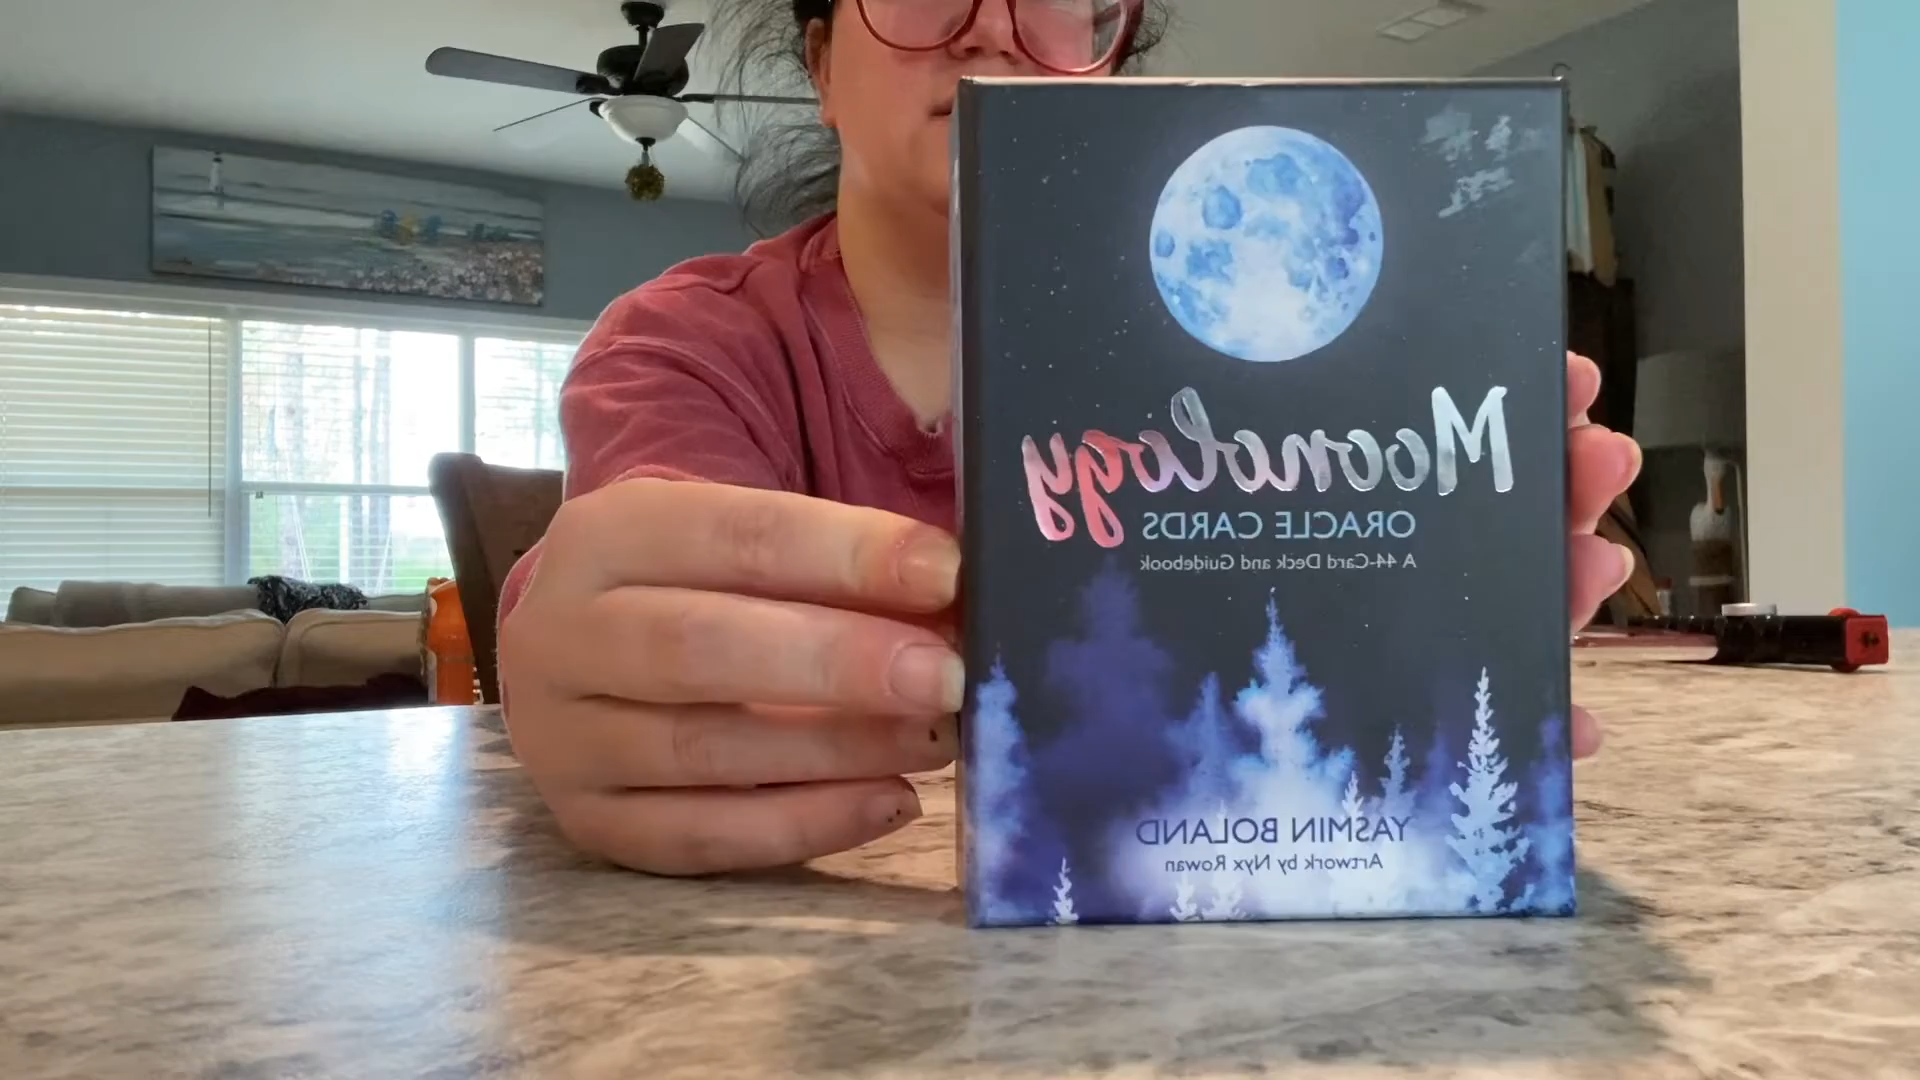 Moonology
ORACLE CARDS
A 44-Card Deck and Guidebook
YASMIN BOLAND
Artwork by Nyx Rowan